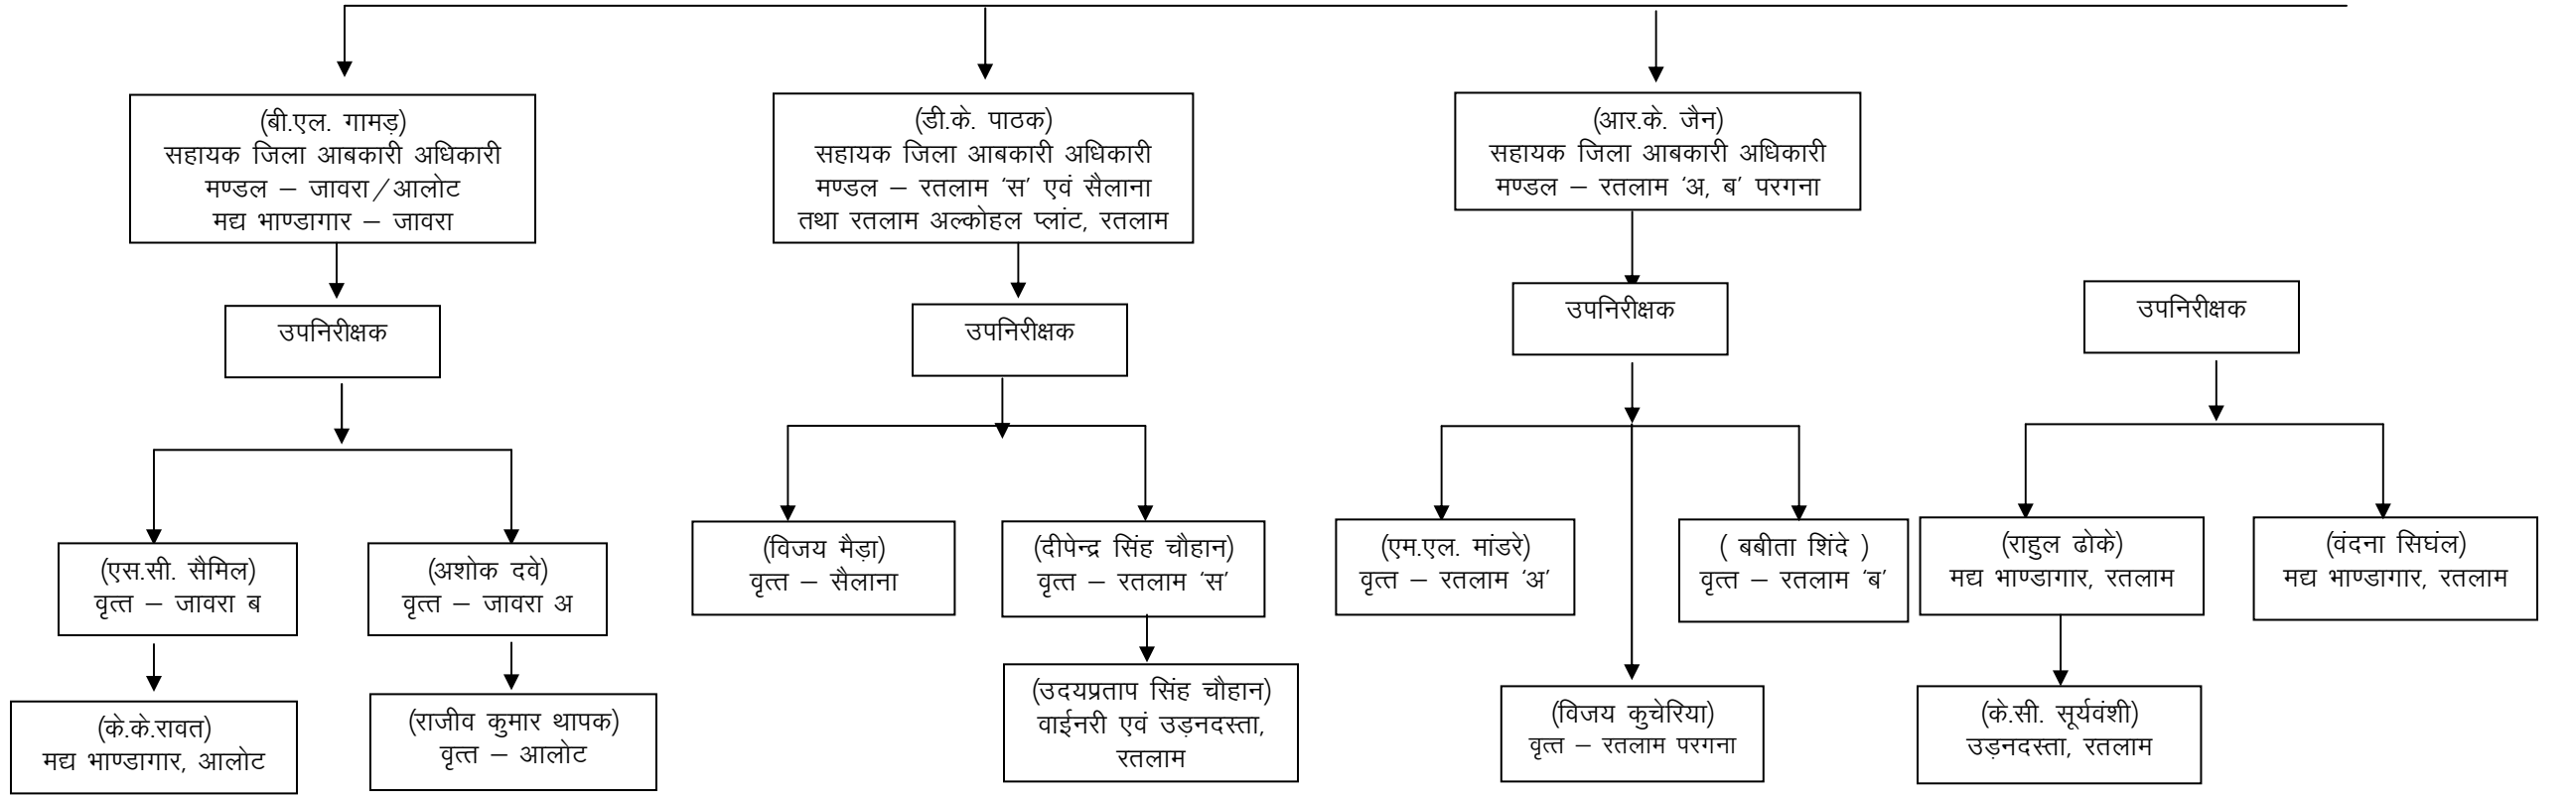 (बी.एल. गामड़)
सहायक जिला आबकारी अधिकारी
मण्डल – जावरा/आलोट
मद्य भाण्डागार – जावरा
(डी.के. पाठक)
सहायक जिला आबकारी अधिकारी
मण्डल – रतलाम ‘स’ एवं सैलाना
तथा रतलाम अल्कोहल प्लांट, रतलाम
(आर.के. जैन)
सहायक जिला आबकारी अधिकारी
मण्डल – रतलाम ‘अ, ब’ परगना
उपनिरीक्षक
उपनिरीक्षक
उपनिरीक्षक
उपनिरीक्षक
(एस.सी. सैमिल)
वृत्त – जावरा ब
(अशोक दवे)
वृत्त – जावरा अ
(विजय मैड़ा)
वृत्त – सैलाना
(दीपेन्द्र सिंह चौहान)
वृत्त – रतलाम ‘स’
(एम.एल. मांडरे)
वृत्त – रतलाम ‘अ’
( बबीता शिंदे )
वृत्त – रतलाम ‘ब’
(राहुल ढोके)
मद्य भाण्डागार, रतलाम
(वंदना सिघंल)
मद्य भाण्डागार, रतलाम
(के.के.रावत)
मद्य भाण्डागार, आलोट
(राजीव कुमार थापक)
वृत्त – आलोट
(उदयप्रताप सिंह चौहान)
वाईनरी एवं उड़नदस्ता,
रतलाम
(विजय कुचेरिया)
वृत्त – रतलाम परगना
(के.सी. सूर्यवंशी)
उड़नदस्ता, रतलाम